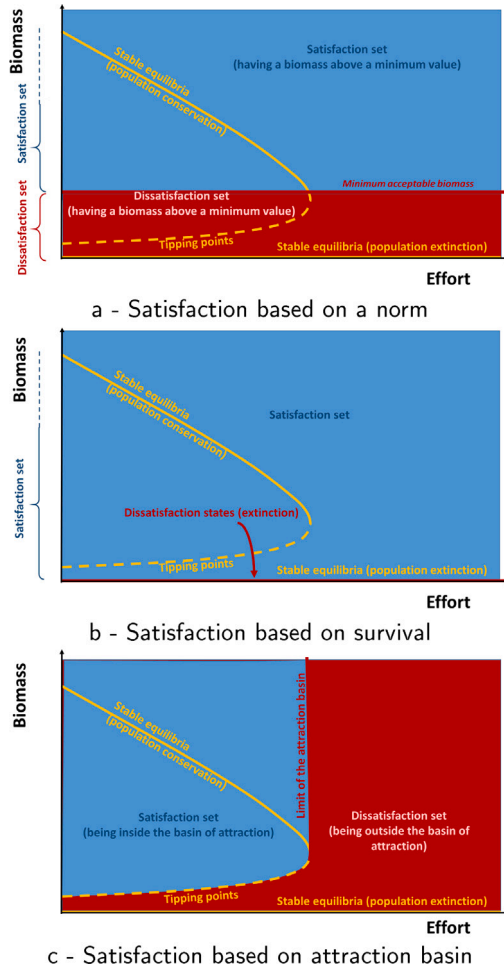 Biomass
Satisfaction set
Dissatisfaction set
Stable equilibria
(population conservation)
Satisfaction set
(having a biomass above a minimum value)
Minimum acceptable biomass
Dissatisfaction set
(having a biomass above a minimum value)
Tipping points
Stable equilibria (population extinction)
Effort
a - Satisfaction based on a norm
Biomass
Satisfaction set
Stable equilibria
(population conservation)
Satisfaction set
Dissatisfaction states (extinction)
Tipping points
Stable equilibria (population extinction)
Effort
b - Satisfaction based on survival
Biomass
Stable equilibria
(population conservation)
Limit of the attraction basin
Satisfaction set
(being inside the basin of attraction)
Dissatisfaction set
(being outside the basin of
attraction)
Tipping points
Stable equilibria (population extinction)
Effort
c - Satisfaction based on attraction basin